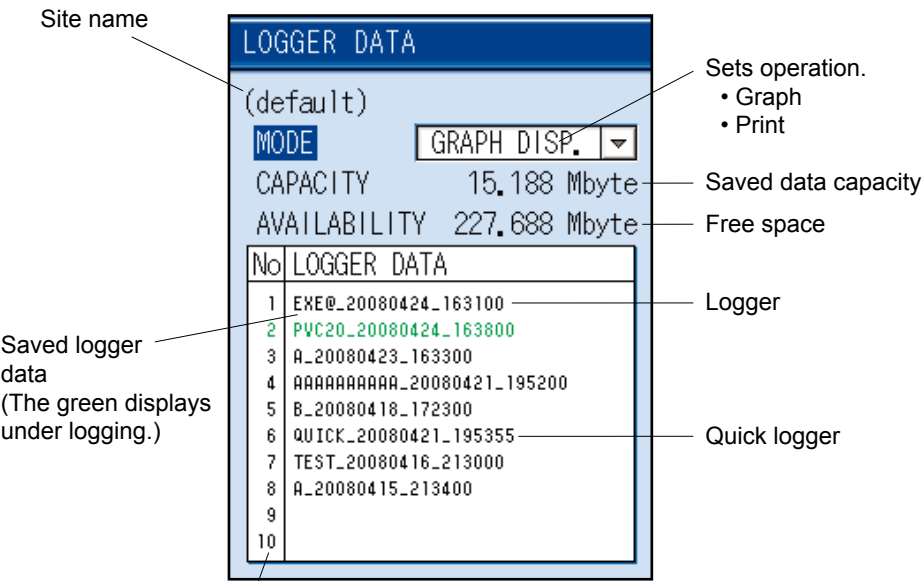 Site name
LOGGER DATA
Sets operation.
• Graph
• Print
(default)
MODE GRAPH DISP.
CAPACITY 15.188 Mbyte
Saved data capacity
AVAILABILITY 227.688 Mbyte
Free space
No LOGGER DATA
1 EXE@_20080424_163100
Logger
2 PVC20_20080424_163800
3 A_20080423_163300
4 AAAAAAAAAA_20080421_195200
5 B_20080418_172300
6 QUICK_20080421_195355
Quick logger
7 TEST_20080416_213000
8 A_20080415_213400
9
10
Saved logger
data
(The green displays
under logging.)